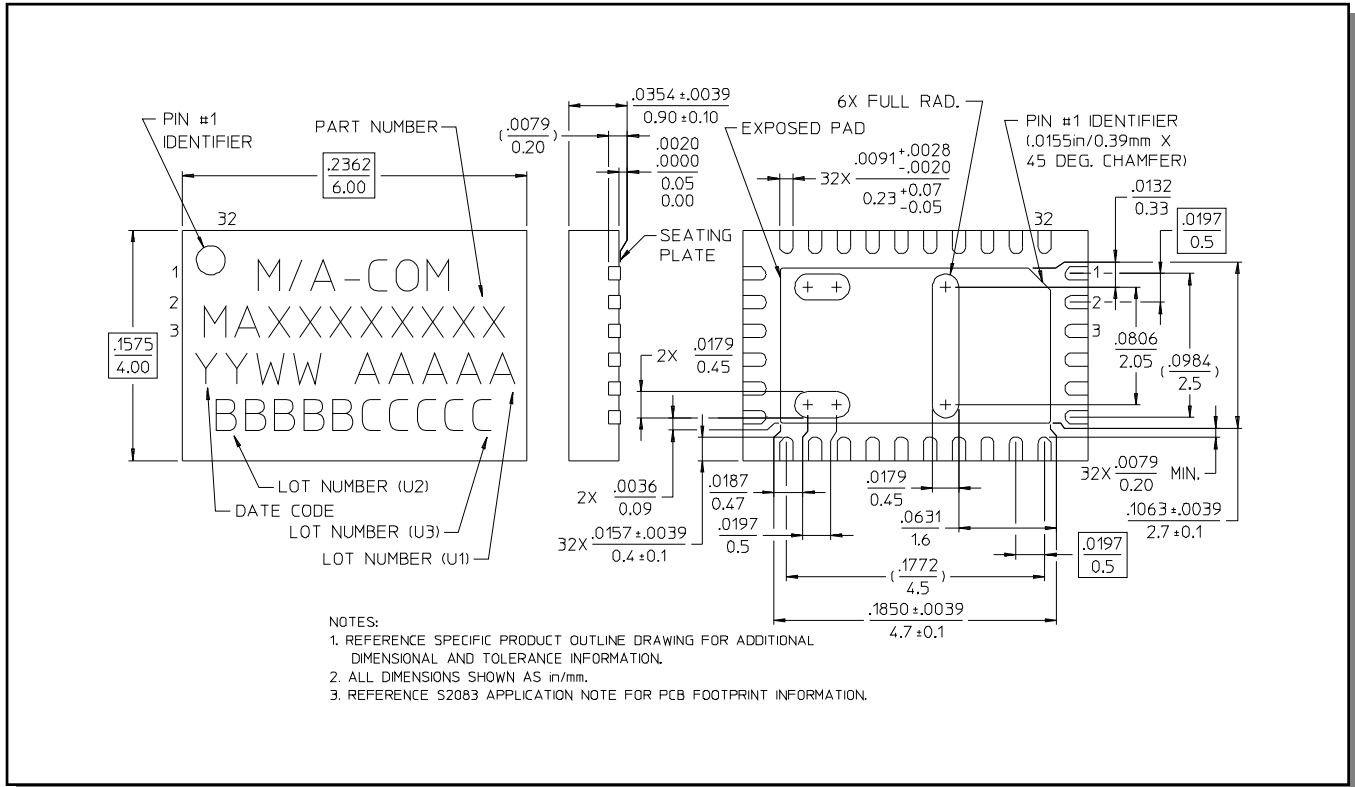 PIN #1
IDENTIFIER
PART NUMBER
.2362
6.00
32
1
2
3
.1575
4.00
M/A-COM
MAXXXXXXXXX
YYWW AAAAA
BBBBBCCCCC
LOT NUMBER (U2)
DATE CODE
LOT NUMBER (U3)
LOT NUMBER (U1)
.0354 ±.0039
0.90 ±0.10
(.0079
0.20)
.0020
.0000
0.05
0.00
SEATING
PLATE
EXPOSED PAD
6X FULL RAD.
PIN #1 IDENTIFIER
(.0155in/0.39mm X
45 DEG. CHAMFER)
32X .0091 +.0028
-.0020
0.23 +0.07
-0.05
32
.0132
0.33
.0197
0.5
1
2
3
2X .0179
0.45
.0806
2.05
(.0984
2.5)
2X .0036
0.09
.0187
0.47
.0179
0.45
32X .0079 MIN.
0.20
32X .0157 ±.0039
0.4 ±0.1
.0197
0.5
.0631
1.6
.1063 ±.0039
2.7 ±0.1
.0197
0.5
(.1772
4.5)
.1850 ±.0039
4.7 ±0.1
NOTES:
1. REFERENCE SPECIFIC PRODUCT OUTLINE DRAWING FOR ADDITIONAL
DIMENSIONAL AND TOLERANCE INFORMATION.
2. ALL DIMENSIONS SHOWN AS in/mm.
3. REFERENCE S2083 APPLICATION NOTE FOR PCB FOOTPRINT INFORMATION.